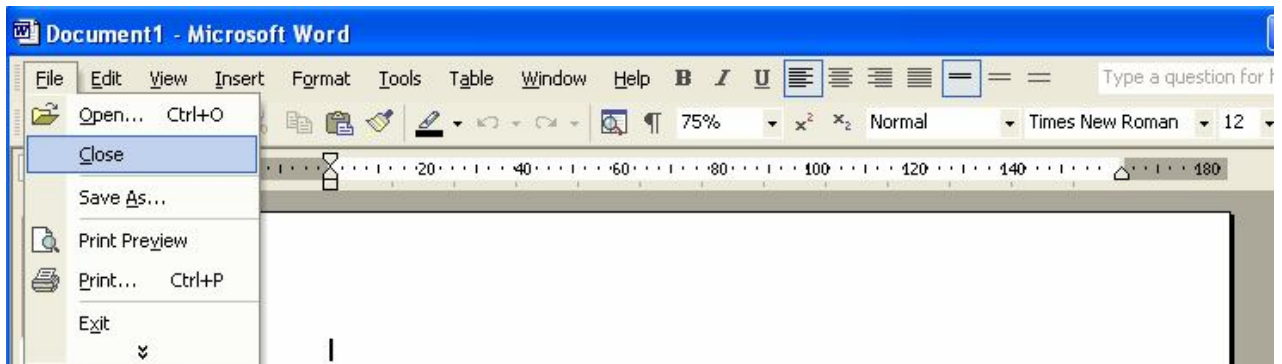 Document1 - Microsoft Word
File Edit View Insert Format Tools Table Window Help B I U Type a question for h
Open... Ctrl+O 75% x² x₂ Normal Times New Roman 12
Close
20 40 60 80 100 120 140 180
Save As...
Print Preview
Print... Ctrl+P
Exit